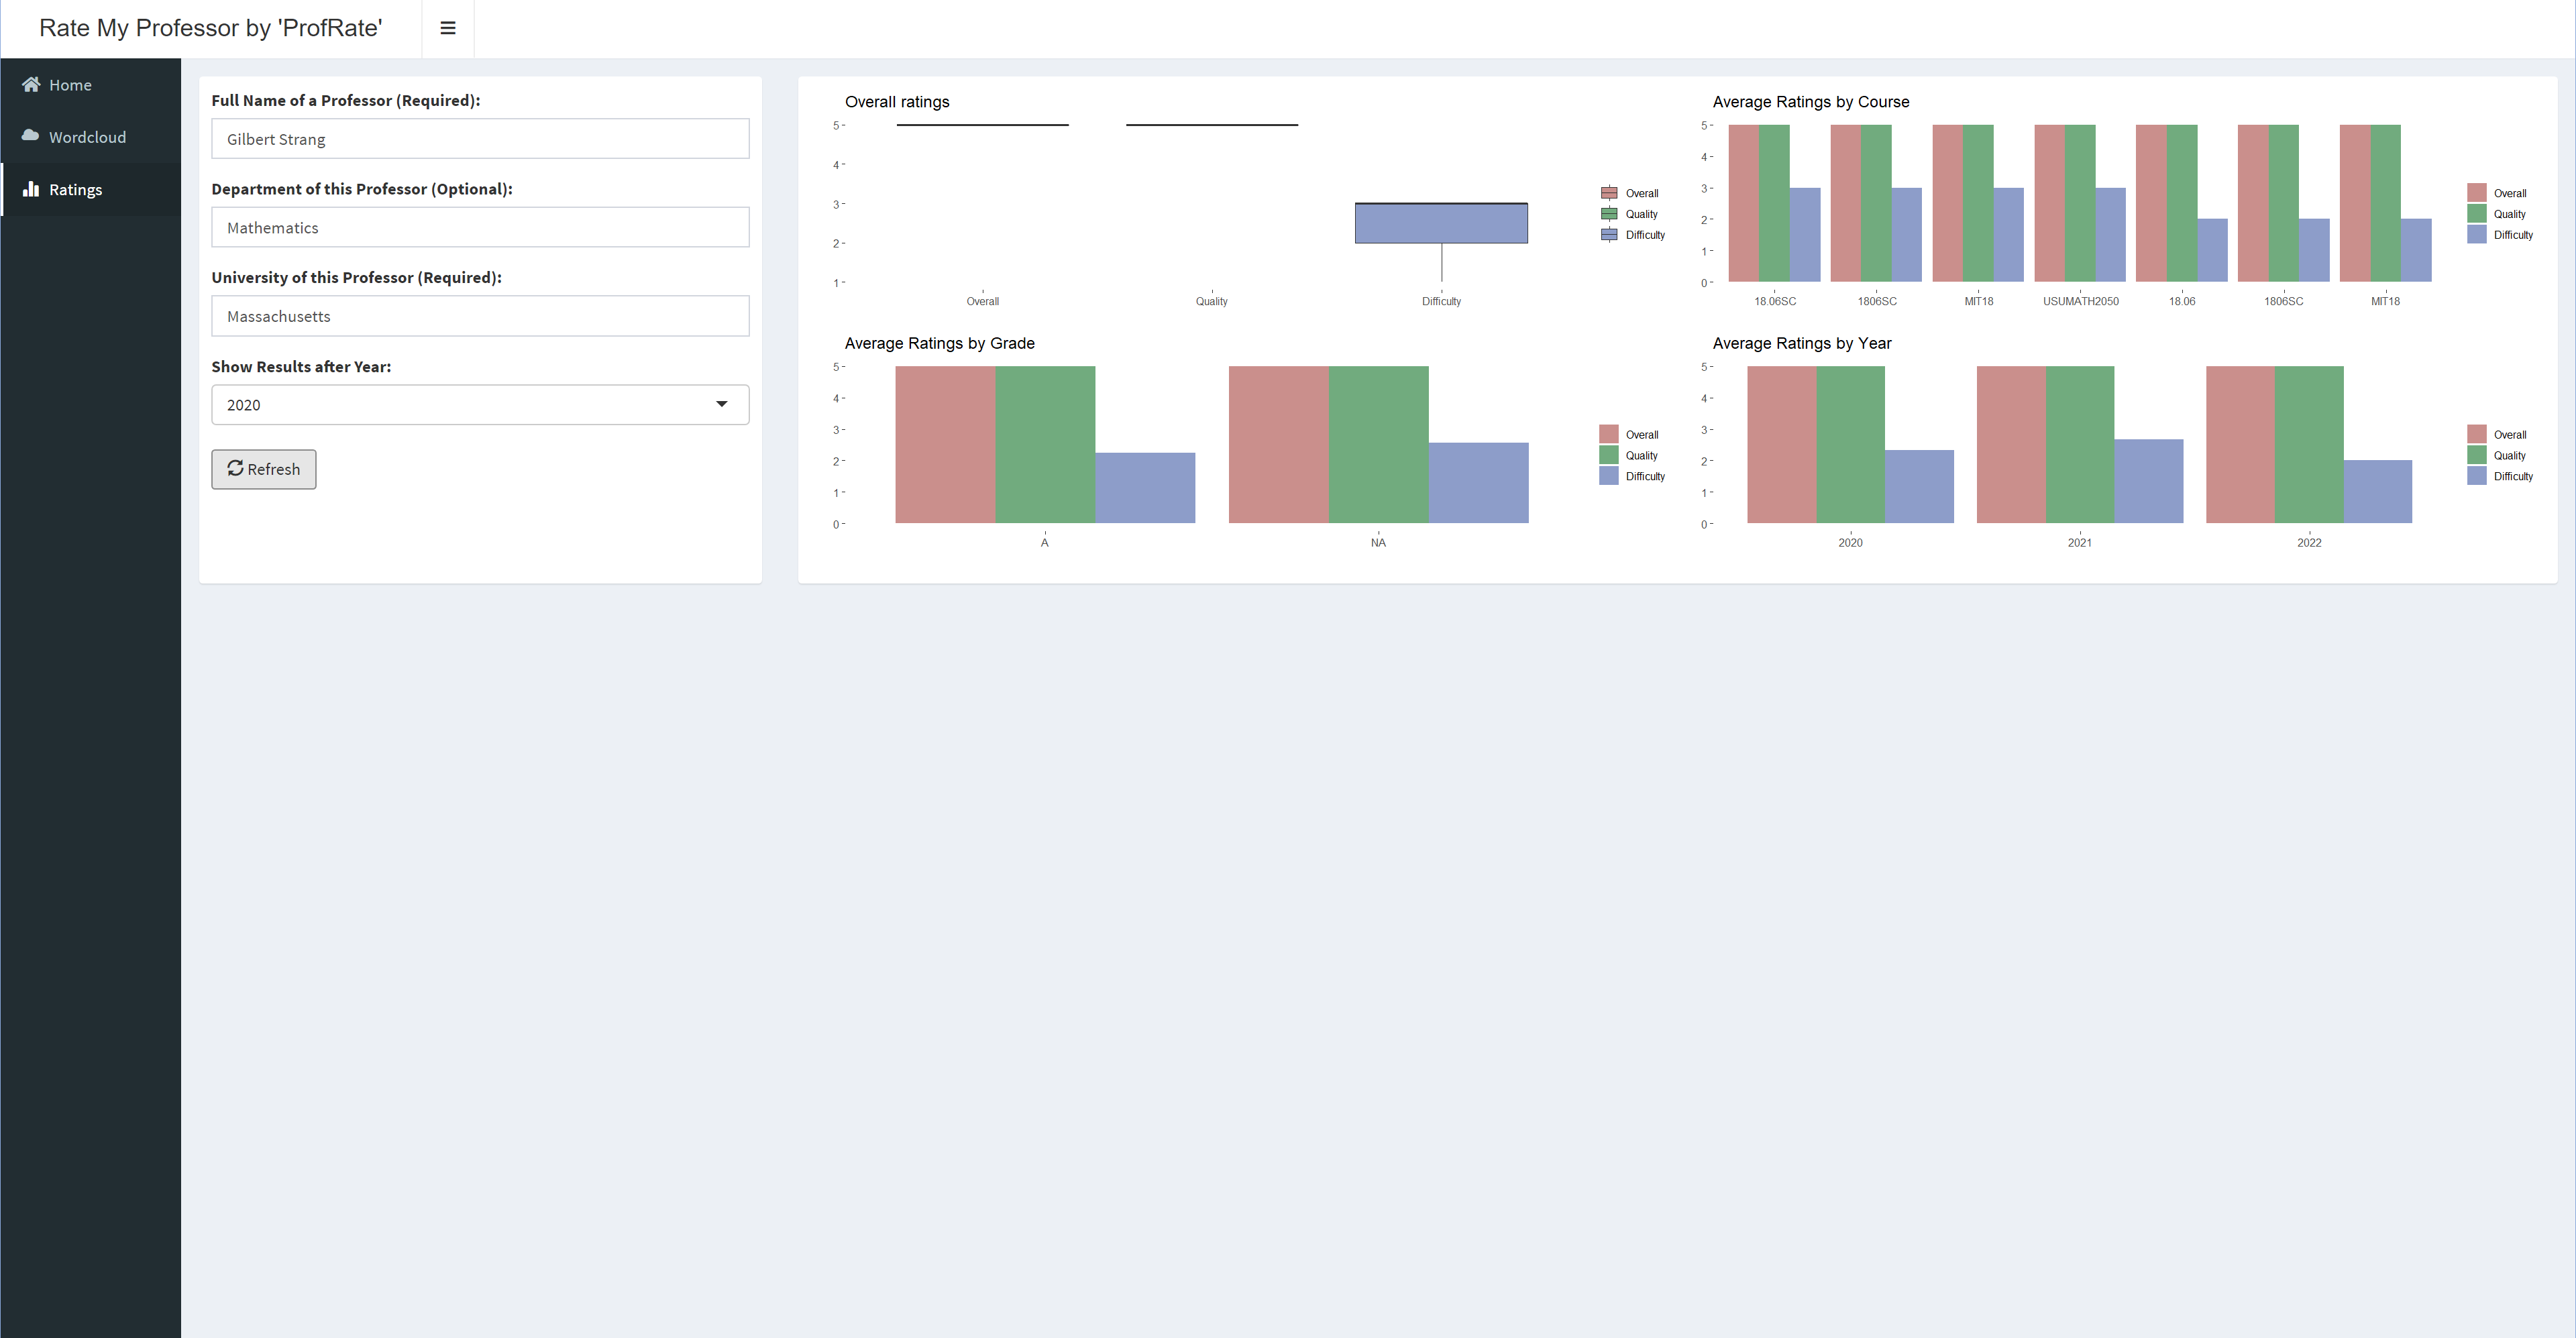 Rate My Professor by 'ProfRate'
Home
Wordcloud
Ratings
Full Name of a Professor (Required):
Gilbert Strang
Department of this Professor (Optional):
Mathematics
University of this Professor (Required):
Massachusetts
Show Results after Year:
2020
Refresh
Overall ratings
5
4
3
2
1
Overall Quality Difficulty
Overall
Quality
Difficulty
Average Ratings by Course
5
4
3
2
1
0
18.06SC 1806SC MIT18 USUMATH2050 18.06 1806SC MIT18
Overall
Quality
Difficulty
Average Ratings by Grade
5
4
3
2
1
0
A NA
Overall
Quality
Difficulty
Average Ratings by Year
5
4
3
2
1
0
2020 2021 2022
Overall
Quality
Difficulty